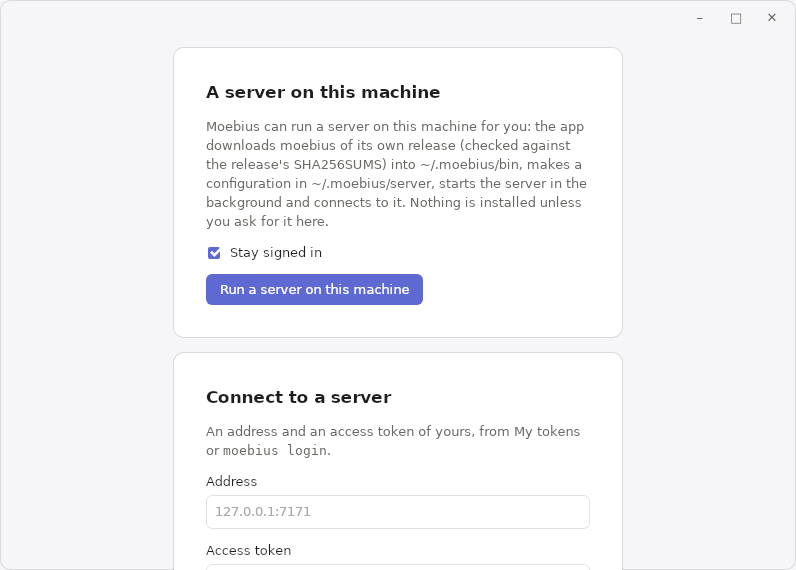 A server on this machine
Moebius can run a server on this machine for you: the app
downloads moebius of its own release (checked against
the release's SHA256SUMS) into ~/.moebius/bin, makes a
configuration in ~/.moebius/server, starts the server in the
background and connects to it. Nothing is installed unless
you ask for it here.
Stay signed in
Run a server on this machine
Connect to a server
An address and an access token of yours, from My tokens
or moebius login.
Address
127.0.0.1:7171
Access token